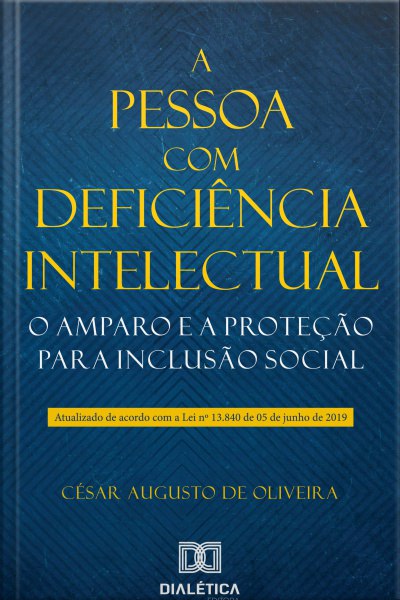 A
PESSOA
COM
DEFICIÊNCIA
INTELECTUAL
O AMPARO E A PROTEÇÃO
PARA INCLUSÃO SOCIAL
Atualizado de acordo com a Lei nº 13.840 de 05 de junho de 2019
CÉSAR AUGUSTO DE OLIVEIRA
DIALÉTICA
EDITORA